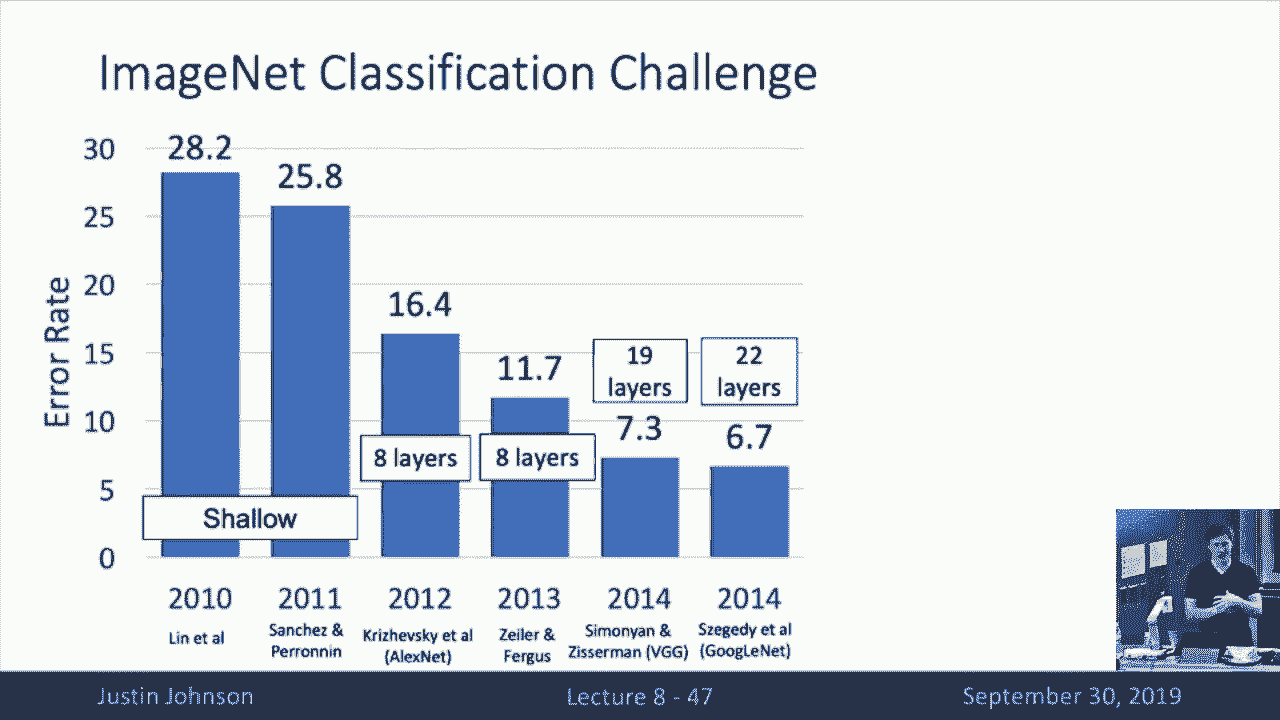 ImageNet Classification Challenge
Error Rate
30
25
20
15
10
5
0
28.2
25.8
16.4
11.7
7.3
6.7
19
layers
22
layers
8 layers
8 layers
Shallow
2010
2011
2012
2013
2014
2014
Lin et al
Sanchez &
Perronnin
Krizhevsky et al
(AlexNet)
Zeiler &
Fergus
Simonyan &
Zisserman (VGG)
Szegedy et al
(GoogLeNet)
Justin Johnson
Lecture 8 - 47
September 30, 2019